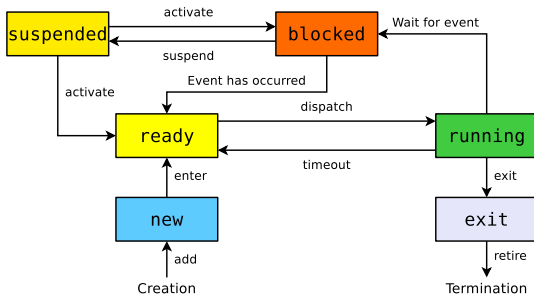 activate
suspended
blocked
Wait for event
suspend
Event has occurred
activate
dispatch
ready
running
timeout
enter
exit
new
exit
add
retire
Creation
Termination